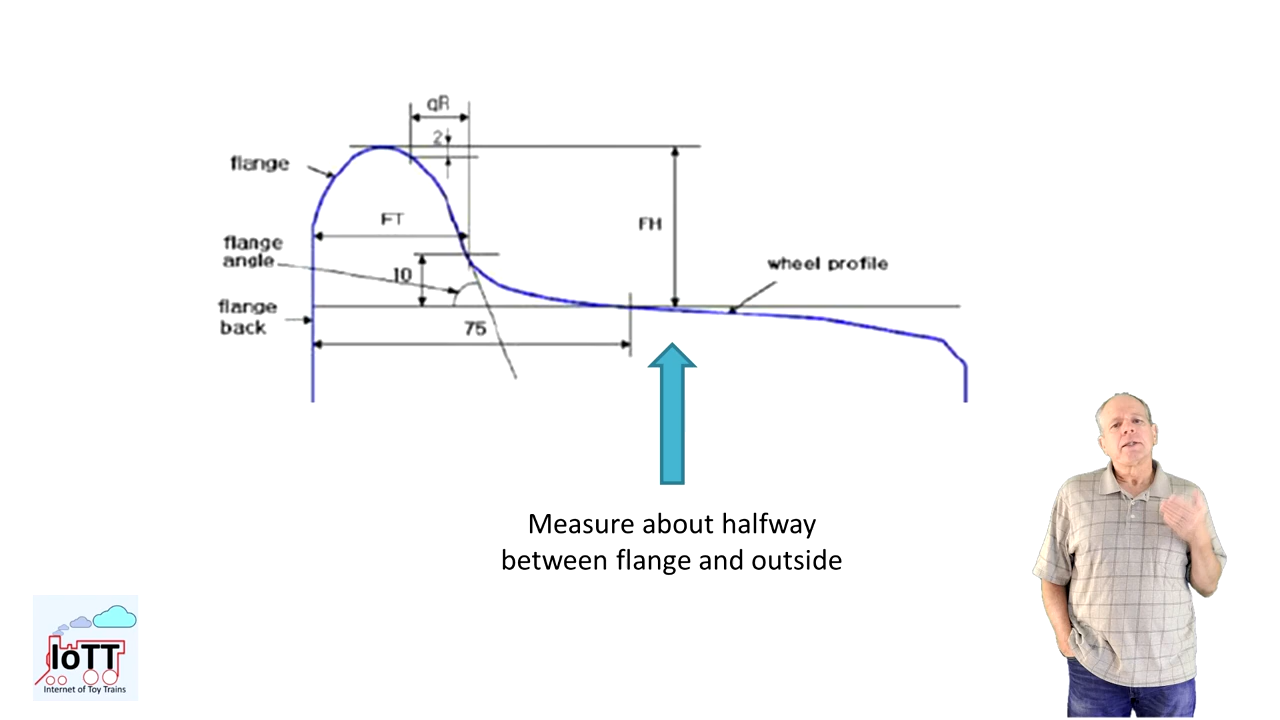 qR
2
flange
FT
FH
flange
angle
10
wheel profile
flange
back
75
Measure about halfway
between flange and outside
IoTT
Internet of Toy Trains